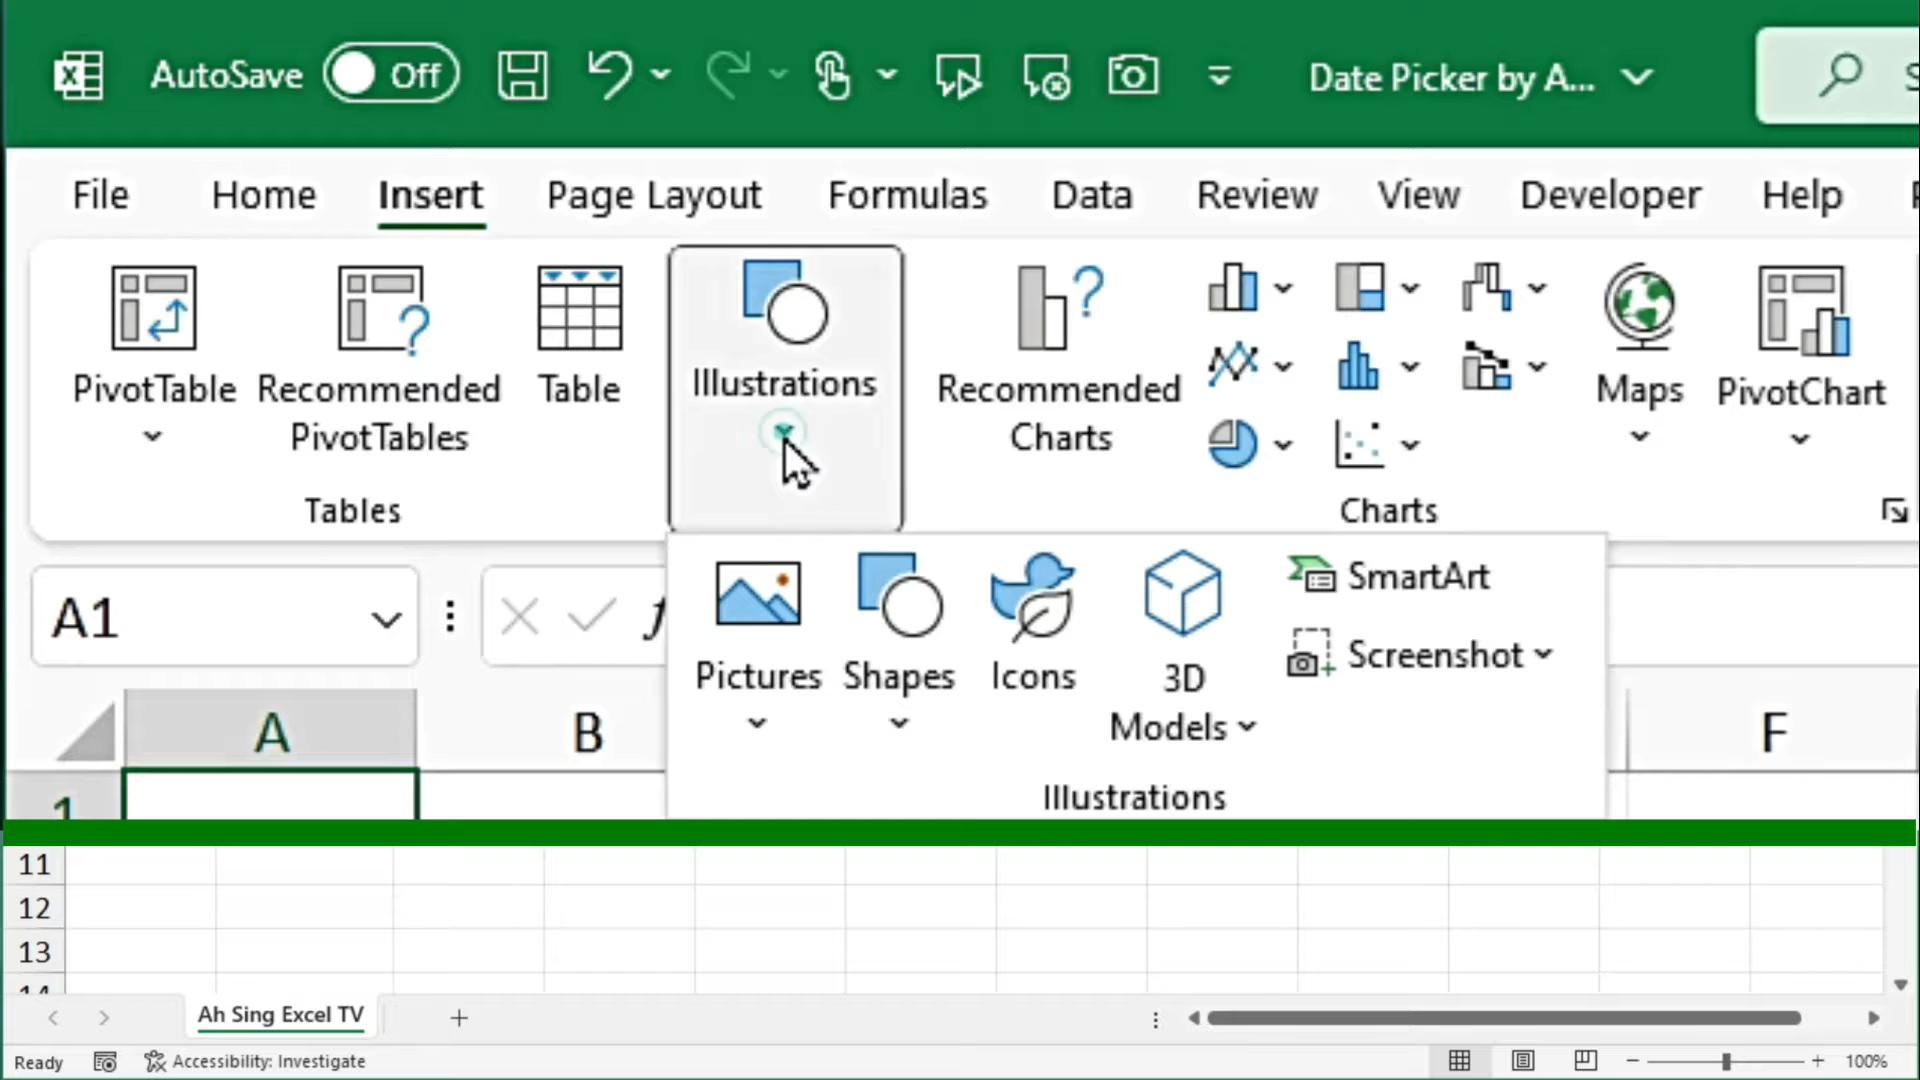 AutoSave Off Date Picker by A... S
File Home Insert Page Layout Formulas Data Review View Developer Help
PivotTable
Recommended
PivotTables
Table
Tables
Illustrations
Recommended
Charts
Charts
Maps
PivotChart
A1
Pictures
Shapes
Icons
3D
Models
SmartArt
Screenshot
Illustrations
A B F
1
11
12
13
14
Ah Sing Excel TV
Ready Accessibility: Investigate 100%